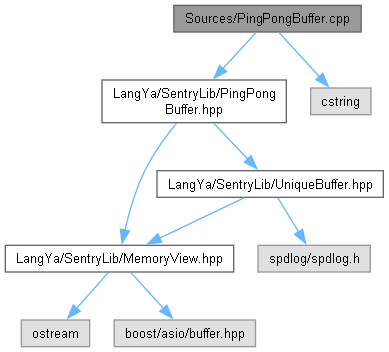 Sources/PingPongBuffer.cpp
LangYa/SentryLib/PingPong
Buffer.hpp
cstring
LangYa/SentryLib/UniqueBuffer.hpp
LangYa/SentryLib/MemoryView.hpp
spdlog/spdlog.h
ostream
boost/asio/buffer.hpp